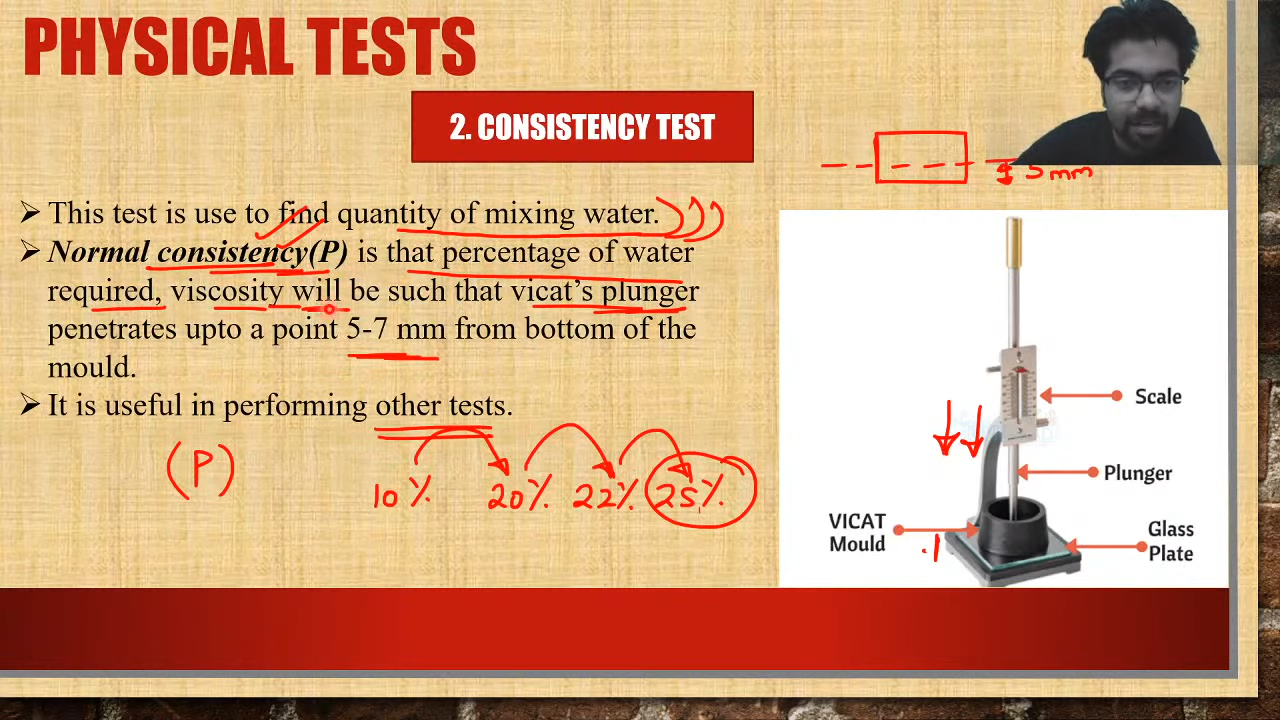 PHYSICAL TESTS
2. CONSISTENCY TEST
5 mm
➢ This test is use to find quantity of mixing water.
➢ Normal consistency(P) is that percentage of water
required, viscosity will be such that vicat's plunger
penetrates upto a point 5-7 mm from bottom of the
mould.
➢ It is useful in performing other tests.
(P) 10% 20% 22% 25%
Scale
Plunger
VICAT
Mould
Glass
Plate